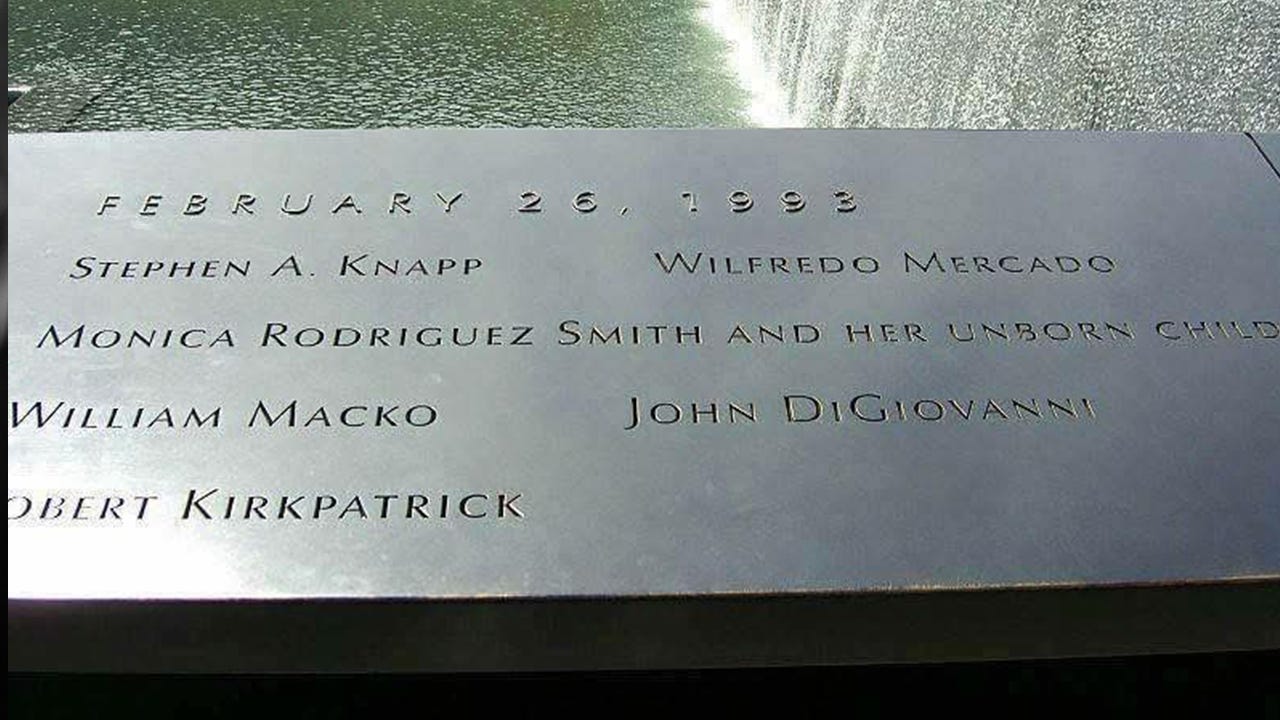 FEBRUARY 26, 1993
STEPHEN A. KNAPP WILFREDO MERCADO
MONICA RODRIGUEZ SMITH AND HER UNBORN CHILD
WILLIAM MACKO JOHN DIGIOVANNI
OBERT KIRKPATRICK